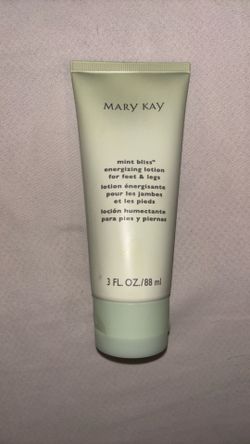 MARY KAY
mint bliss™
energizing lotion
for feet & legs
lotion énergisante
pour les jambes
et les pieds
loción humectante
para pies y piernas
3 FL. OZ./88 ml